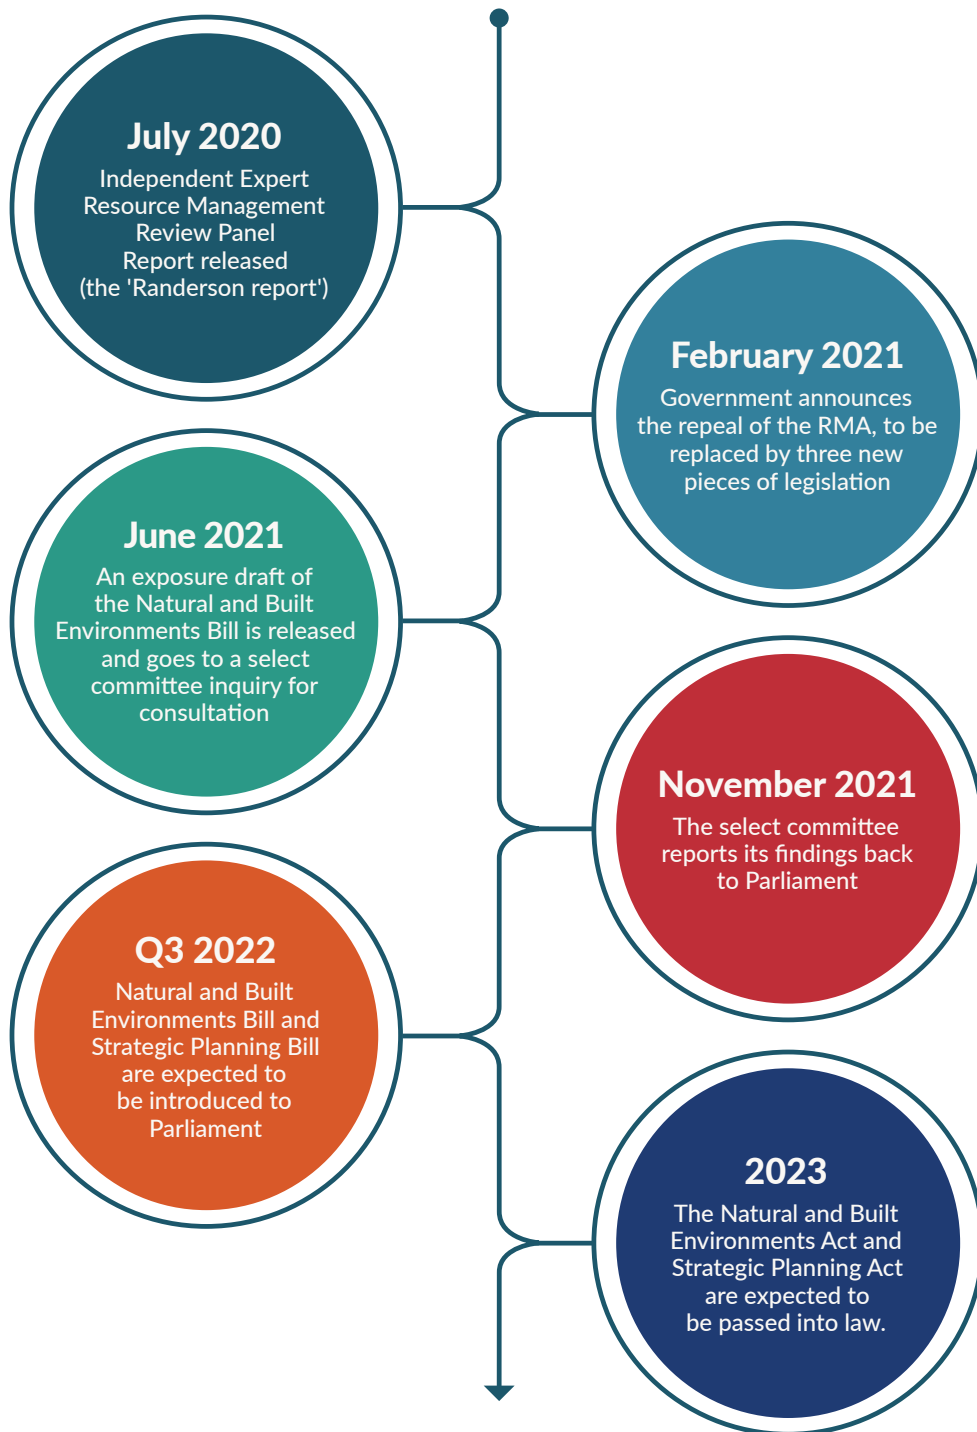 July 2020
Independent Expert
Resource Management
Review Panel
Report released
(the 'Randerson report')
February 2021
Government announces
the repeal of the RMA, to be
replaced by three new
pieces of legislation
June 2021
An exposure draft of
the Natural and Built
Environments Bill is released
and goes to a select
committee inquiry for
consultation
November 2021
The select committee
reports its findings back
to Parliament
Q3 2022
Natural and Built
Environments Bill and
Strategic Planning Bill
are expected to
be introduced to
Parliament
2023
The Natural and Built
Environments Act and
Strategic Planning Act
are expected to
be passed into law.